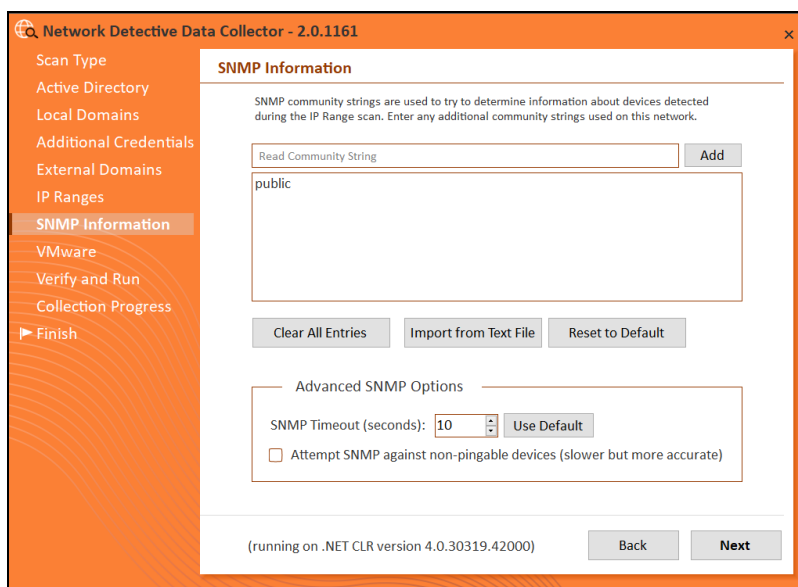 Network Detective Data Collector - 2.0.1161
Scan Type
Active Directory
Local Domains
Additional Credentials
External Domains
IP Ranges
SNMP Information
VMware
Verify and Run
Collection Progress
Finish
SNMP Information
SNMP community strings are used to try to determine information about devices detected
during the IP Range scan. Enter any additional community strings used on this network.
Read Community String
Add
public
Clear All Entries
Import from Text File
Reset to Default
Advanced SNMP Options
SNMP Timeout (seconds): 10 Use Default
Attempt SNMP against non-pingable devices (slower but more accurate)
(running on .NET CLR version 4.0.30319.42000)
Back
Next